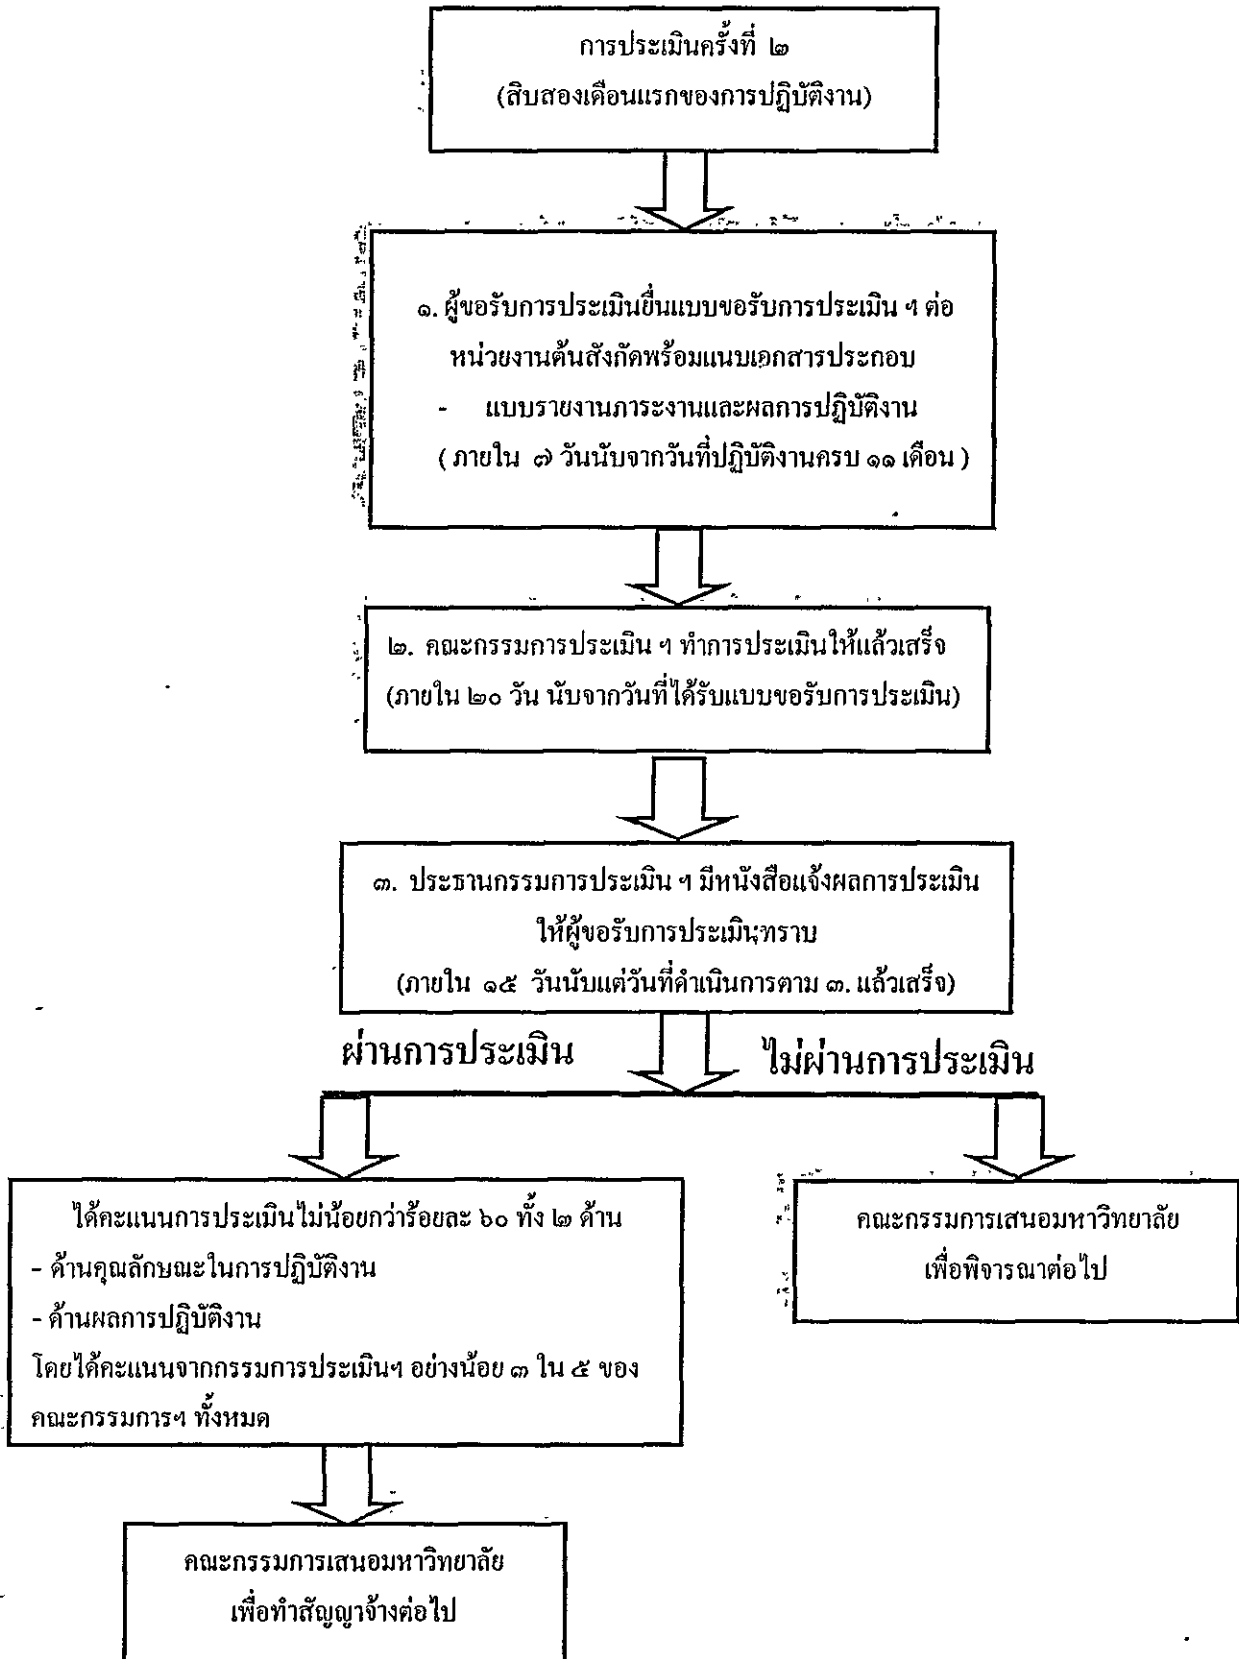 การประเมินครั้งที่ ๒
(สิบสองเดือนแรกของการปฏิบัติงาน)
๑. ผู้ขอรับการประเมินยื่นแบบขอรับการประเมิน ฯ ต่อ
หน่วยงานต้นสังกัดพร้อมแนบเอกสารประกอบ
- แบบรายงานภาระงานและผลการปฏิบัติงาน
( ภายใน ๗ วันนับจากวันที่ปฏิบัติงานครบ ๑๑ เดือน )
๒. คณะกรรมการประเมิน ฯ ทำการประเมินให้แล้วเสร็จ
(ภายใน ๒๐ วัน นับจากวันที่ได้รับแบบขอรับการประเมิน)
๓. ประธานกรรมการประเมิน ฯ มีหนังสือแจ้งผลการประเมิน
ให้ผู้ขอรับการประเมินทราบ
(ภายใน ๑๕ วันนับแต่วันที่ดำเนินการตาม ๓. แล้วเสร็จ)
ผ่านการประเมิน
ไม่ผ่านการประเมิน
ได้คะแนนการประเมินไม่น้อยกว่าร้อยละ ๖๐ ทั้ง ๒ ด้าน
- ด้านคุณลักษณะในการปฏิบัติงาน
- ด้านผลการปฏิบัติงาน
โดยได้คะแนนจากกรรมการประเมินฯ อย่างน้อย ๓ ใน ๕ ของ
คณะกรรมการฯ ทั้งหมด
คณะกรรมการเสนอมหาวิทยาลัย
เพื่อพิจารณาต่อไป
คณะกรรมการเสนอมหาวิทยาลัย
เพื่อทำสัญญาจ้างต่อไป